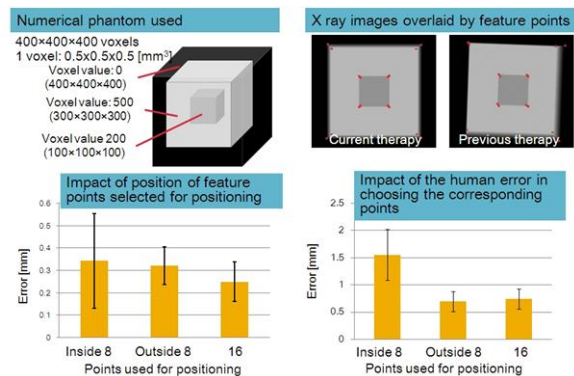 Numerical phantom used
400×400×400 voxels
1 voxel: 0.5x0.5x0.5 [mm³]
Voxel value: 0
(400×400×400)
Voxel value: 500
(300×300×300)
Voxel value 200
(100×100×100)
X ray images overlaid by feature points
Current therapy
Previous therapy
Impact of position of feature
points selected for positioning
0.6
0.5
0.4
0.3
0.2
0.1
0
Error [mm]
Inside 8
Outside 8
16
Points used for positioning
Impact of the human error in
choosing the corresponding
points
2.5
2
1.5
1
0.5
0
Error [mm]
Inside 8
Outside 8
16
Points used for positioning